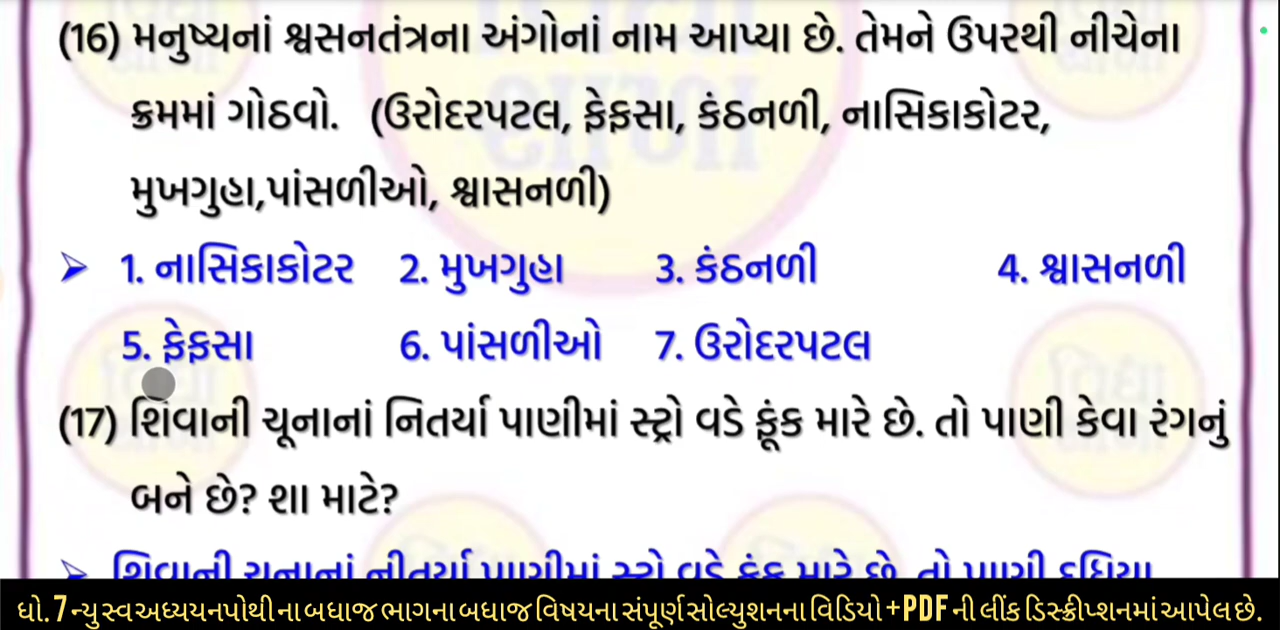 (16) મનુષ્યનાં શ્વસનતંત્રના અંગોનાં નામ આપ્યા છે. તેમને ઉપરથી નીચેના
ક્રમમાં ગોઠવો. (ઉરોદરપટલ, ફેફસા, કંઠનળી, નાસિકાકોટર,
મુખગુહા,પાંસળીઓ, શ્વાસનળી)
➢ 1. નાસિકાકોટર 2. મુખગુહા 3. કંઠનળી 4. શ્વાસનળી
5. ફેફસા 6. પાંસળીઓ 7. ઉરોદરપટલ
(17) શિવાની ચૂનાનાં નિતર્યા પાણીમાં સ્ટ્રો વડે ફૂંક મારે છે. તો પાણી કેવા રંગનું
બને છે? શા માટે?
➢ શિવાની ચૂનાનાં નીતર્યા પાણીમાં સ્ટ્રો વડે ફૂંક મારે છે. તો પાણી દૂધિયા
ધો. 7 ન્યુ સ્વઅધ્યયનપોથી ના બધાજ ભાગના બધાજ વિષયના સંપૂર્ણ સોલ્યુશનના વિડિયો + PDF ની લીંક ડિસ્ક્રીપ્શનમાં આપેલ છે.